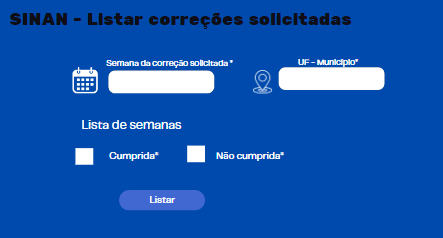 SINAN - Listar correções solicitadas
Semana da correção solicitada *
UF - Município*
Lista de semanas
Cumprida*
Não cumprida*
Listar